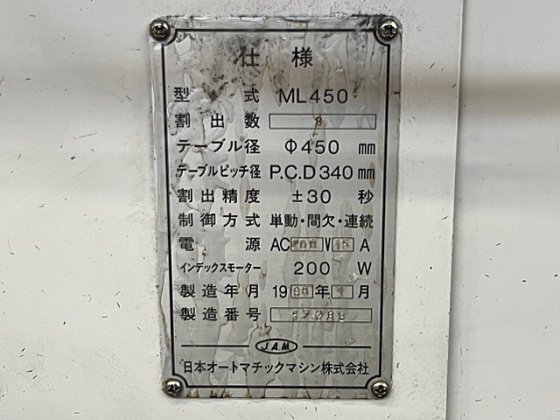 仕様
型式 ML450
割出数 8
テーブル径 Φ450 mm
テーブルピッチ径 P.C.D340 mm
割出精度 ±30 秒
制御方式 単動・間欠・連続
電源 AC200V A
インデックスモーター 200 W
製造年月 19 年 月
製造番号
JAM
日本オートマチックマシン株式会社